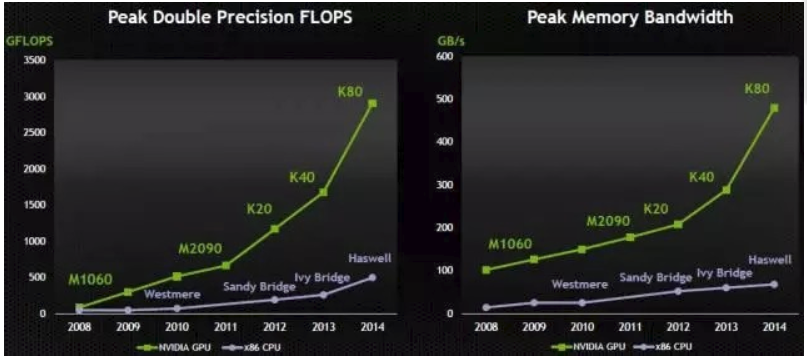 Peak Double Precision FLOPS
GFLOPS
3500
3000
2500
2000
1500
1000
500
0
K80
K40
K20
M2090
M1060
Haswell
Ivy Bridge
Sandy Bridge
Westmere
2008 2009 2010 2011 2012 2013 2014
NVIDIA GPU x86 CPU
Peak Memory Bandwidth
GB/s
600
500
400
300
200
100
0
K80
K40
K20
M2090
M1060
Haswell
Ivy Bridge
Sandy Bridge
Westmere
2008 2009 2010 2011 2012 2013 2014
NVIDIA GPU x86 CPU